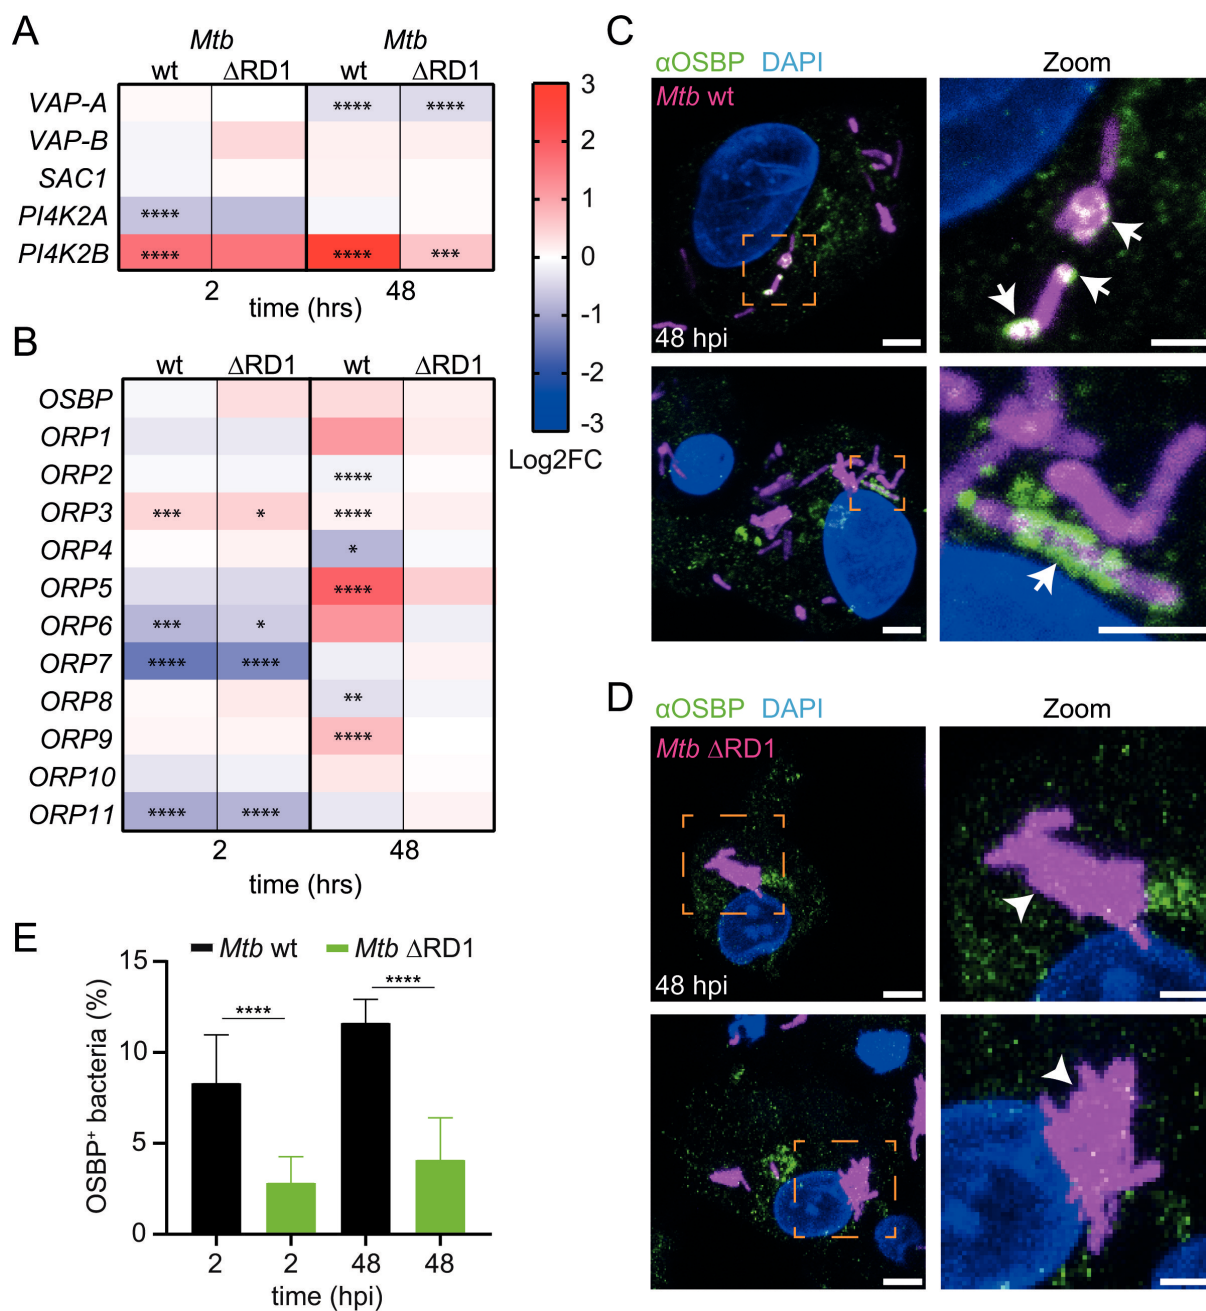 A
Mtb Mtb
wt ΔRD1 wt ΔRD1
VAP-A **** ****
VAP-B
SAC1
PI4K2A ****
PI4K2B **** **** ***
2 48
time (hrs)
3
2
1
0
-1
-2
-3
Log2FC
B
wt ΔRD1 wt ΔRD1
OSBP
ORP1
ORP2 ****
ORP3 *** * ****
ORP4 *
ORP5 ****
ORP6 *** *
ORP7 **** ****
ORP8 **
ORP9 ****
ORP10
ORP11 **** ****
2 48
time (hrs)
C
αOSBP DAPI Zoom
Mtb wt
48 hpi
D
αOSBP DAPI Zoom
Mtb ΔRD1
48 hpi
E
Mtb wt Mtb ΔRD1
OSBP⁺ bacteria (%)
15
10
5
0
**** ****
2 2 48 48
time (hpi)